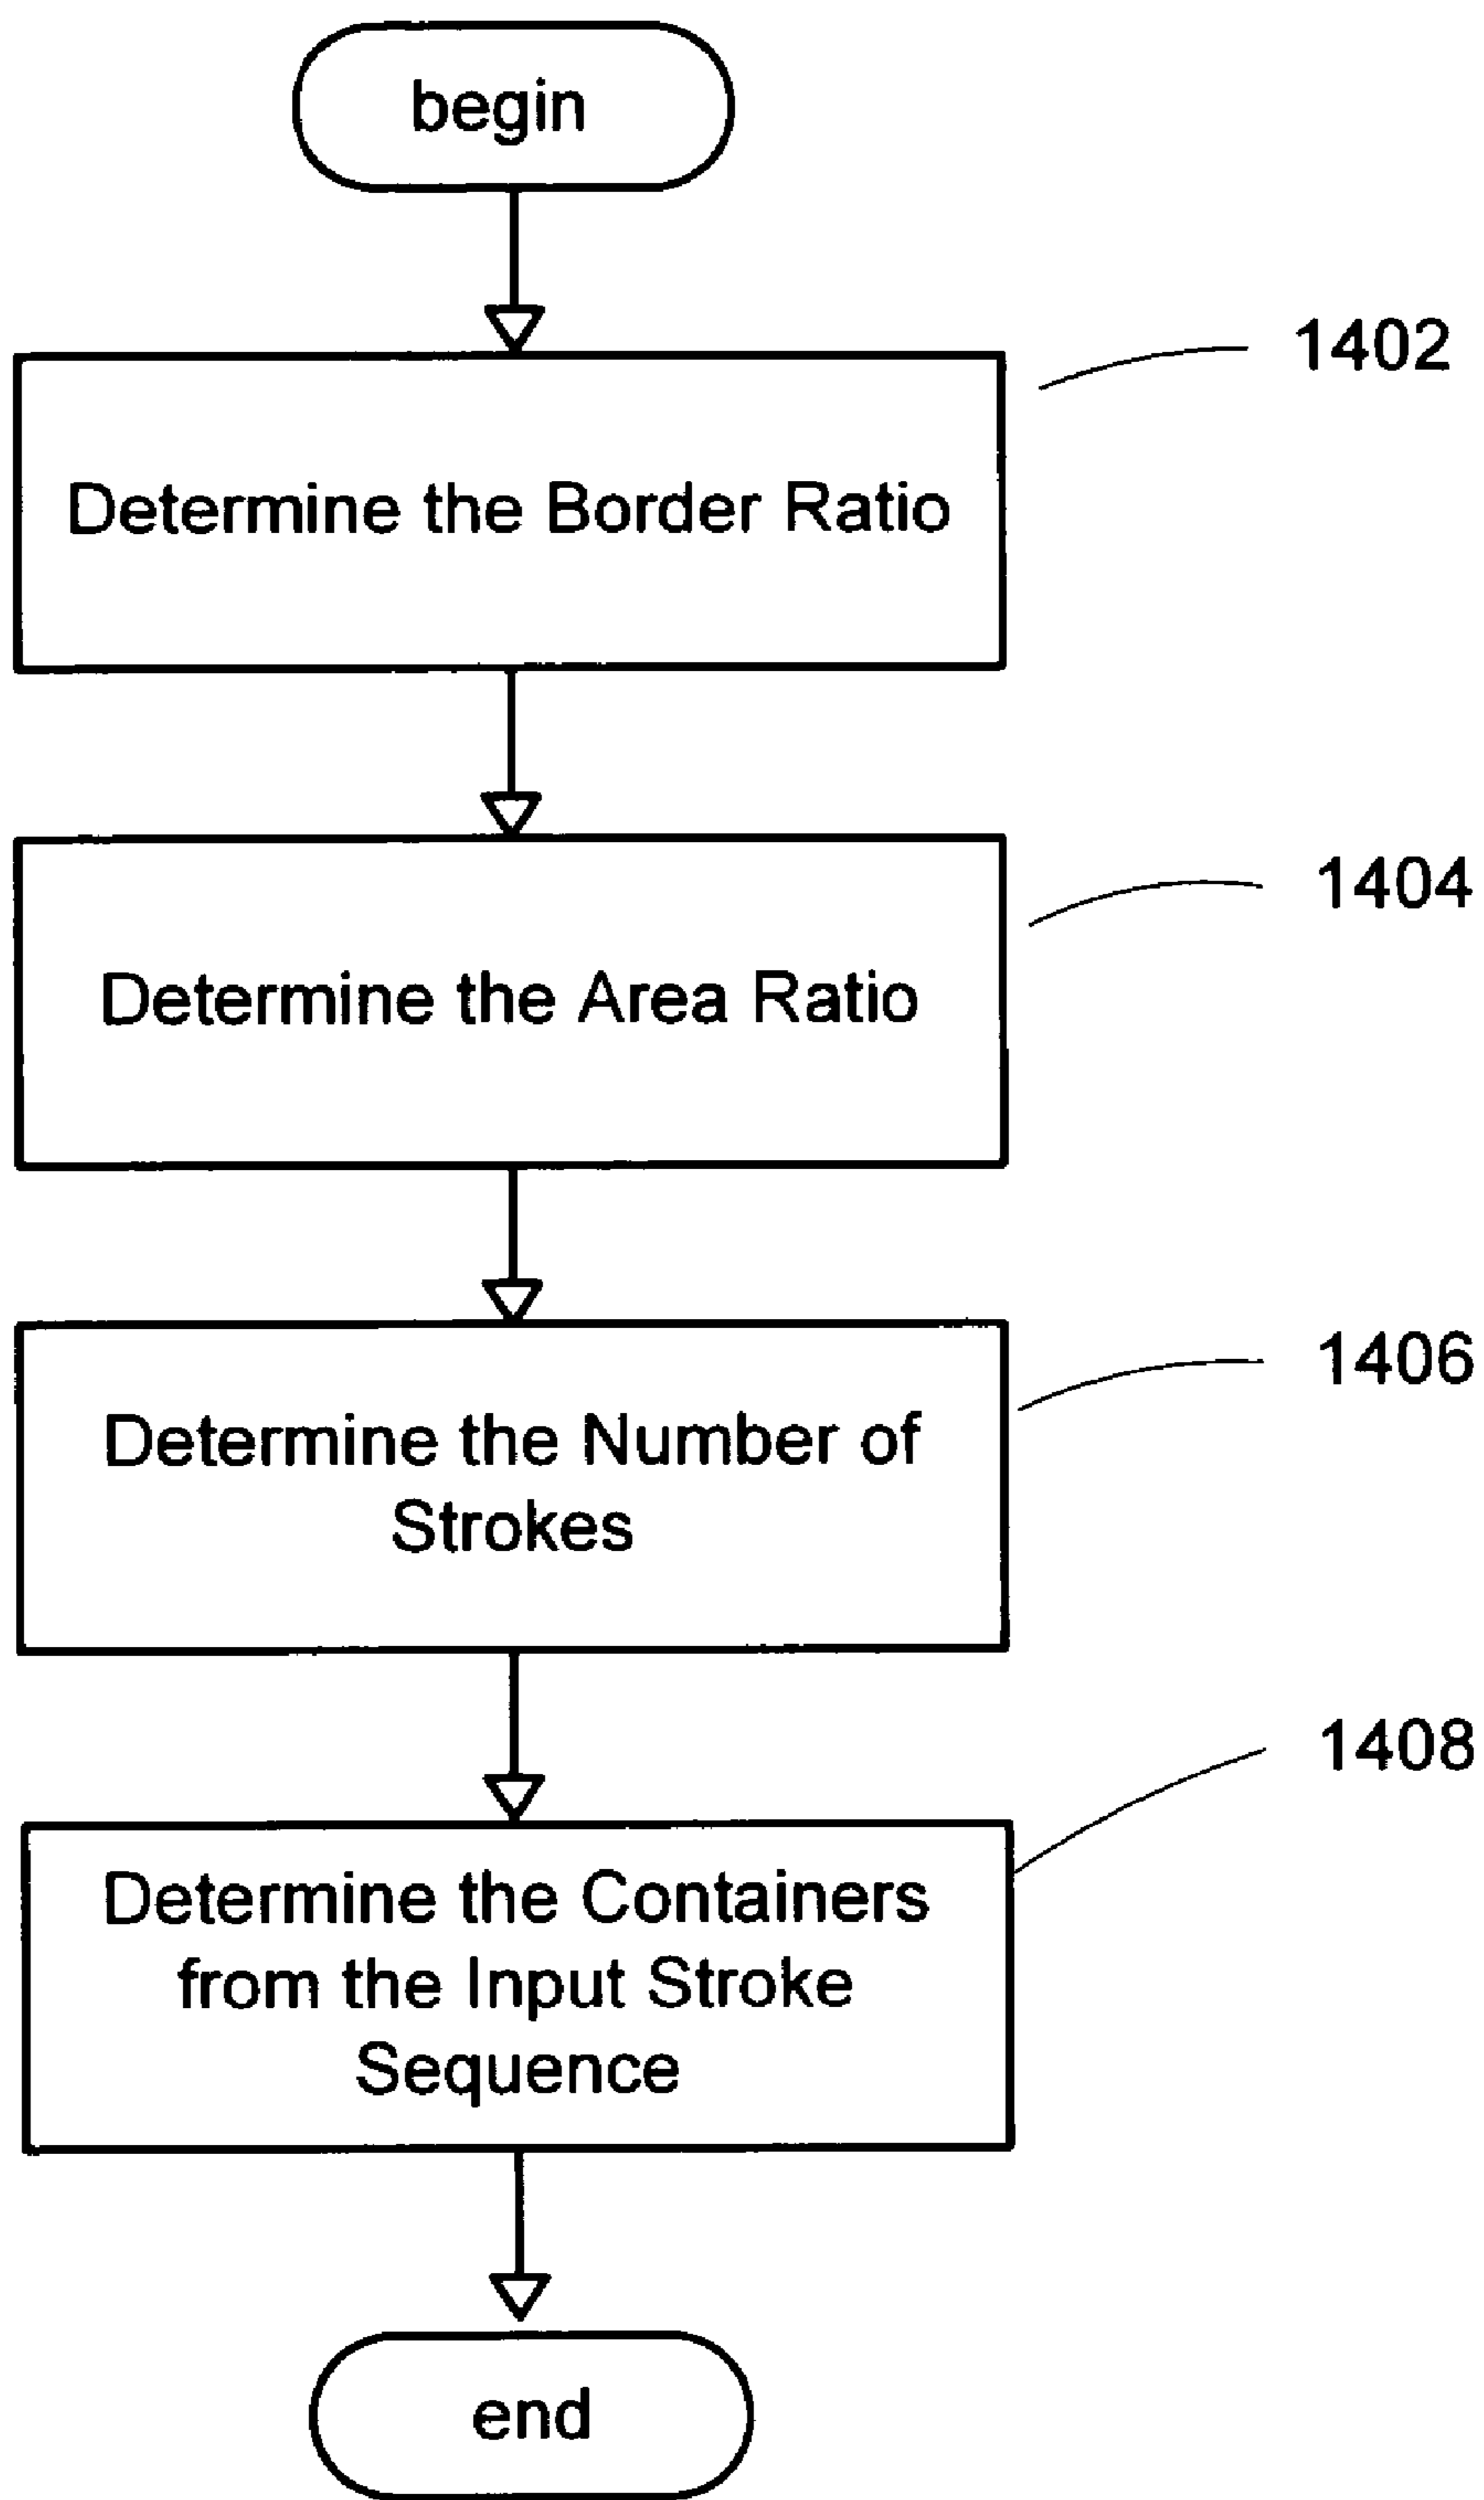 begin
1402
Determine the Border Ratio
1404
Determine the Area Ratio
1406
Determine the Number of
Strokes
1408
Determine the Containers
from the Input Stroke
Sequence
end